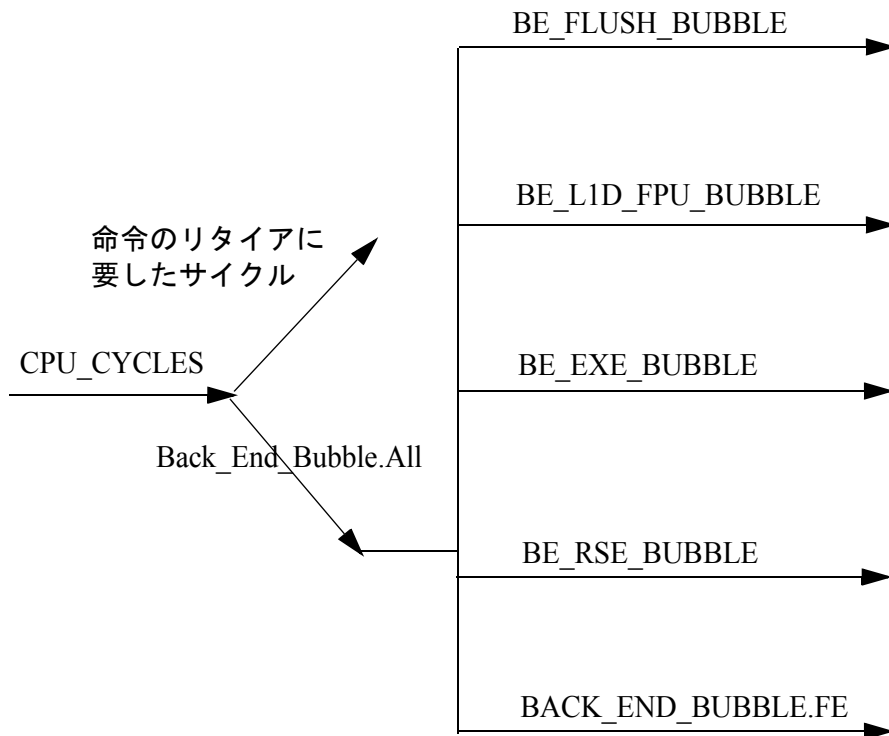 BE_FLUSH_BUBBLE
BE_L1D_FPU_BUBBLE
命令のリタイアに
要したサイクル
CPU_CYCLES
BE_EXE_BUBBLE
Back_End_Bubble.All
BE_RSE_BUBBLE
BACK_END_BUBBLE.FE